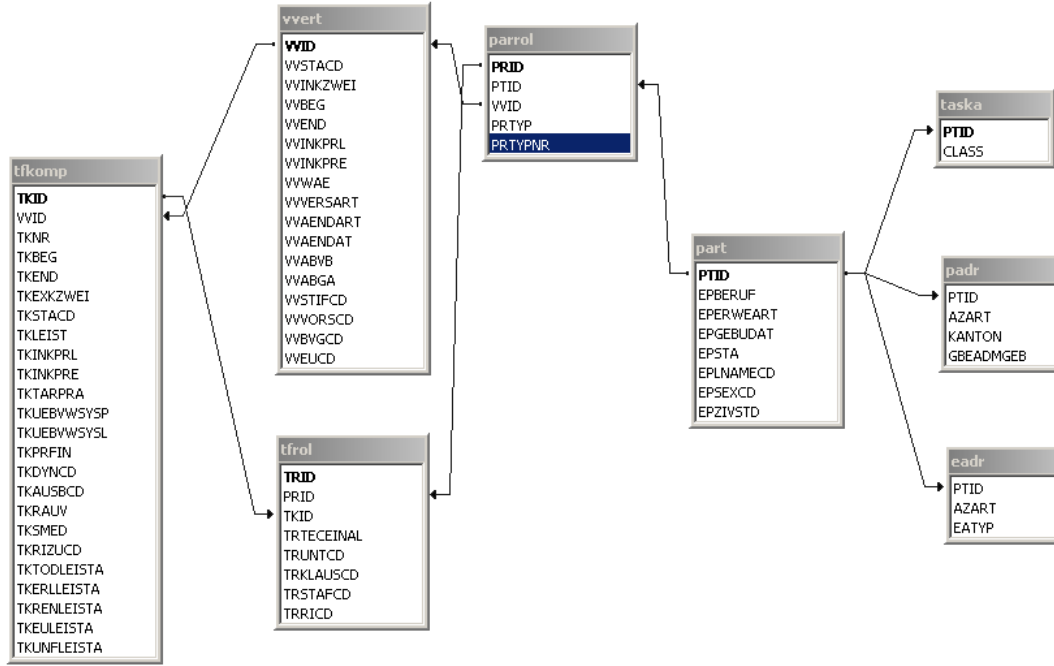 tfkomp
TKID
VVID
TKNR
TKBEG
TKEND
TKEXKZWEI
TKSTACD
TKLEIST
TKINKPRL
TKINKPRE
TKTARPRA
TKUEBVWSYSP
TKUEBVWSYSL
TKPRFIN
TKDYNCD
TKAUSBCD
TKRAUV
TKSMED
TKRIZUCD
TKTODLEISTA
TKERLLEISTA
TKRENLEISTA
TKEULEISTA
TKUNFLEISTA
vvert
VVID
VVSTACD
VVINKZWEI
VVBEG
VVEND
VVINKPRL
VVINKPRE
VVWAE
VVVERSART
VVAENDART
VVAENDAT
VVABVB
VVABGA
VVSTIFCD
VVVORSCD
VVBVGCD
VVEUCD
tfrol
TRID
PRID
TKID
TRTECEINAL
TRUNTCD
TRKLAUSCD
TRSTAFCD
TRRICD
parrol
PRID
PTID
VVID
PRTYP
PRTYPNR
part
PTID
EPBERUF
EPERWEART
EPGEBUDAT
EPSTA
EPLNAMECD
EPSEXCD
EPZIVSTD
taska
PTID
CLASS
padr
PTID
AZART
KANTON
GBEADMGEB
eadr
PTID
AZART
EATYP